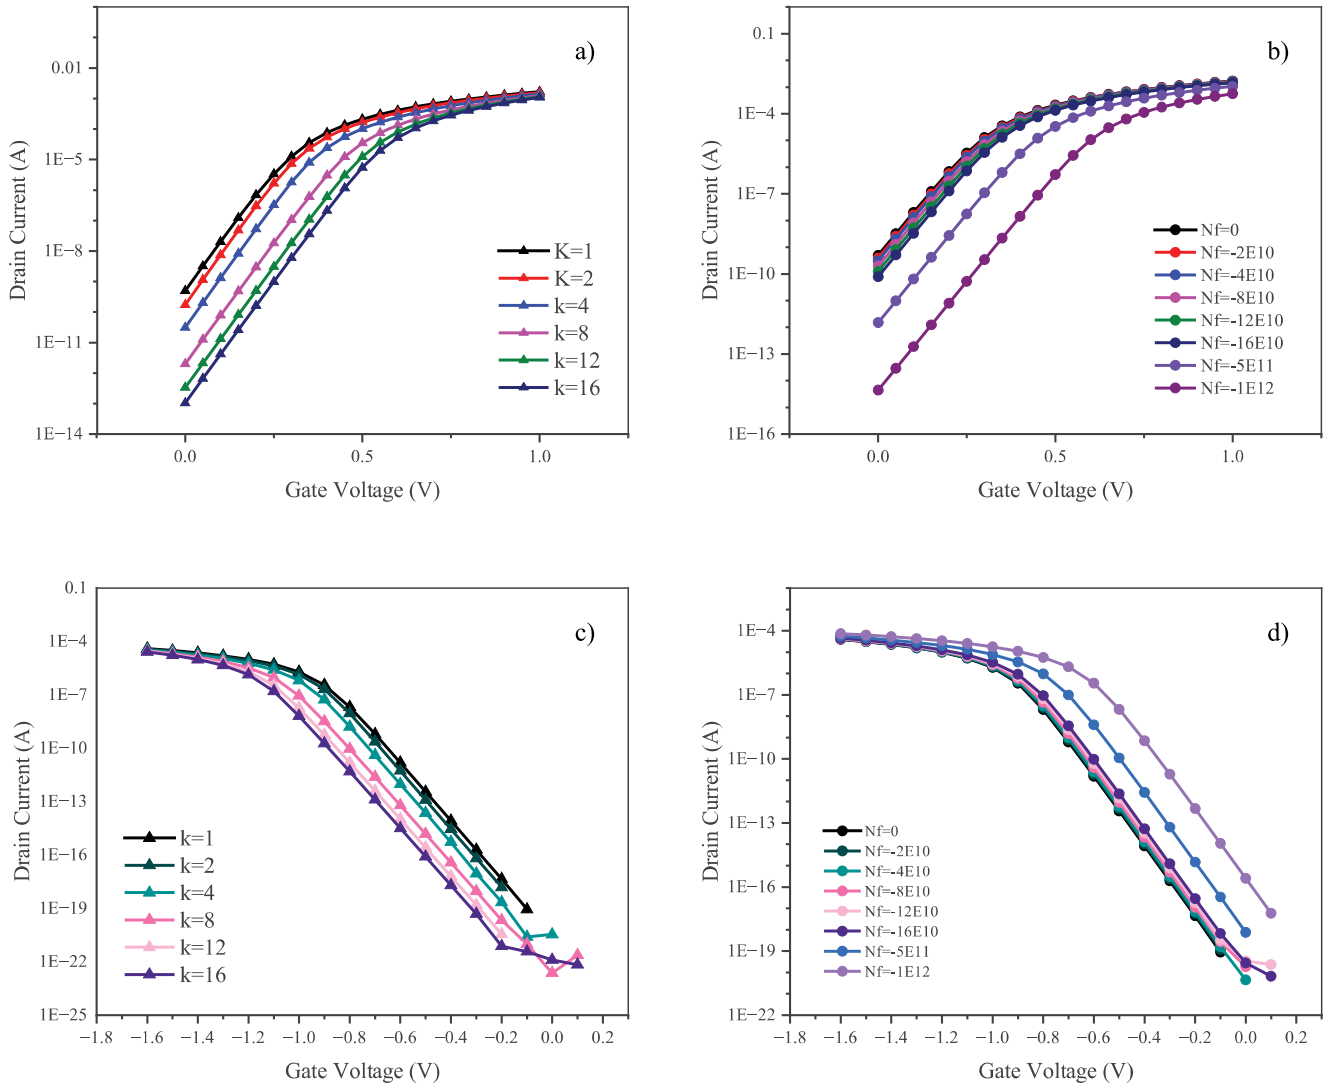 a)
0.01
1E−5
1E−8
1E−11
1E−14
Drain Current (A)
K=1
K=2
k=4
k=8
k=12
k=16
0.0
0.5
1.0
Gate Voltage (V)
b)
0.1
1E−4
1E−7
1E−10
1E−13
1E−16
Drain Current (A)
Nf=0
Nf=-2E10
Nf=-4E10
Nf=-8E10
Nf=-12E10
Nf=-16E10
Nf=-5E11
Nf=-1E12
0.0
0.5
1.0
Gate Voltage (V)
c)
0.1
1E−4
1E−7
1E−10
1E−13
1E−16
1E−19
1E−22
1E−25
Drain Current (A)
k=1
k=2
k=4
k=8
k=12
k=16
−1.8 −1.6 −1.4 −1.2 −1.0 −0.8 −0.6 −0.4 −0.2 0.0 0.2
Gate Voltage (V)
d)
1E−4
1E−7
1E−10
1E−13
1E−16
1E−19
1E−22
Drain Current (A)
Nf=0
Nf=-2E10
Nf=-4E10
Nf=-8E10
Nf=-12E10
Nf=-16E10
Nf=-5E11
Nf=-1E12
−1.8 −1.6 −1.4 −1.2 −1.0 −0.8 −0.6 −0.4 −0.2 0.0 0.2
Gate Voltage (V)